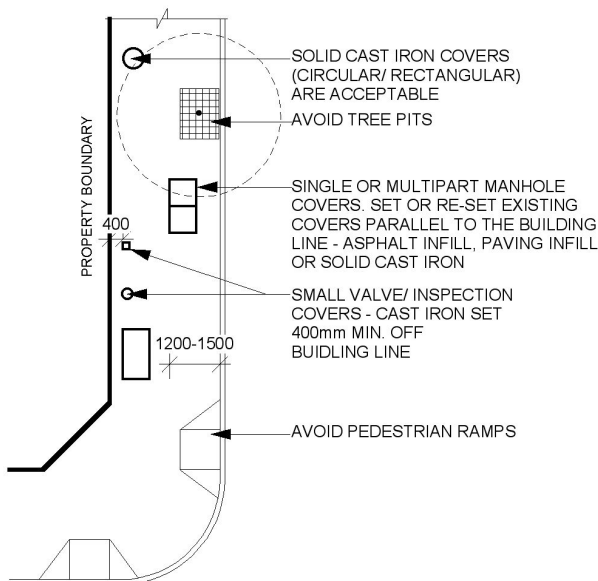 SOLID CAST IRON COVERS
(CIRCULAR/ RECTANGULAR)
ARE ACCEPTABLE
AVOID TREE PITS
PROPERTY BOUNDARY
SINGLE OR MULTIPART MANHOLE
COVERS. SET OR RE-SET EXISTING
COVERS PARALLEL TO THE BUILDING
LINE - ASPHALT INFILL, PAVING INFILL
OR SOLID CAST IRON
400
SMALL VALVE/ INSPECTION
COVERS - CAST IRON SET
400mm MIN. OFF
BUIDLING LINE
1200-1500
AVOID PEDESTRIAN RAMPS